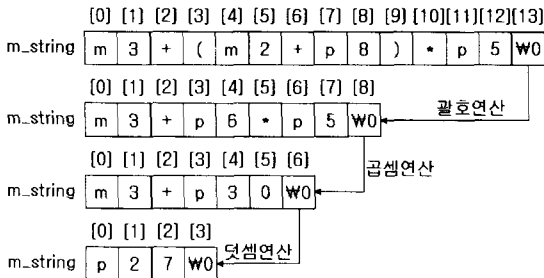 [0] [1] [2] [3] [4] [5] [6] [7] [8] [9] [10] [11] [12] [13]
m_string m 3 + ( m 2 + p 8 ) * p 5 ₩0
괄호연산
[0] [1] [2] [3] [4] [5] [6] [7] [8]
m_string m 3 + p 6 * p 5 ₩0
곱셈연산
[0] [1] [2] [3] [4] [5] [6]
m_string m 3 + p 3 0 ₩0
덧셈연산
[0] [1] [2] [3]
m_string p 2 7 ₩0